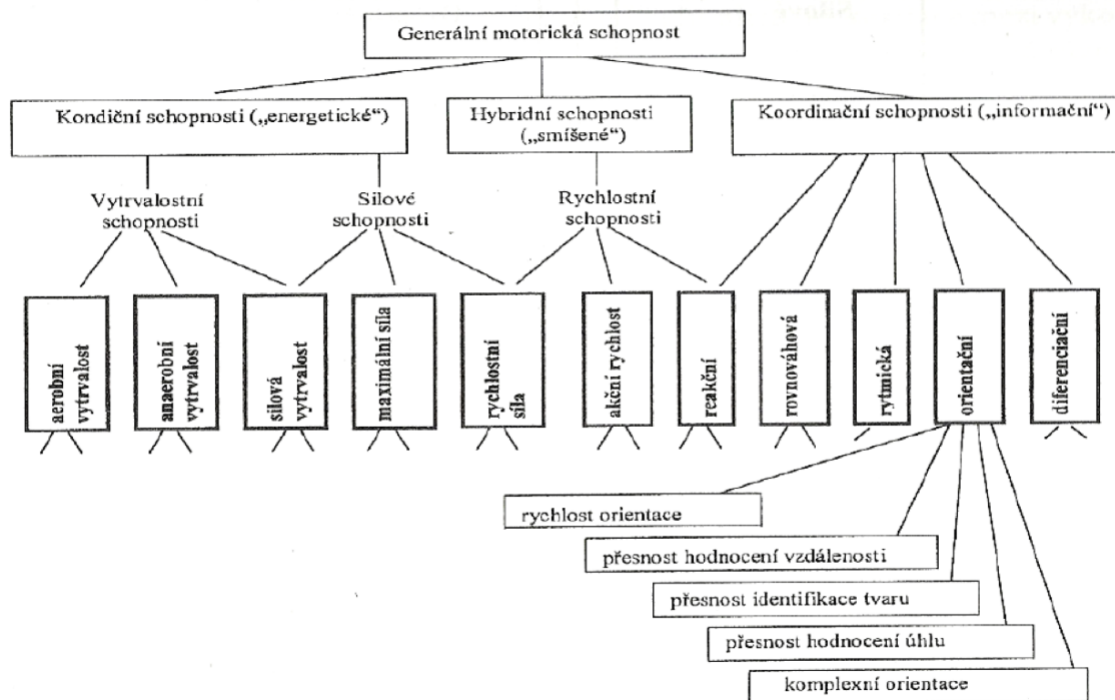 Generální motorická schopnost
Kondiční schopnosti („energetické“)
Hybridní schopnosti
(„smíšené“)
Koordinační schopnosti („informační“)
Vytrvalostní
schopnosti
Silové
schopnosti
Rychlostní
schopnosti
aerobní
vytrvalost
anaerobní
vytrvalost
silová
vytrvalost
maximální síla
rychlostní
síla
akční rychlost
reakční
rovnováhová
rytmická
orientační
diferenciační
rychlost orientace
přesnost hodnocení vzdálenosti
přesnost identifikace tvaru
přesnost hodnocení úhlu
komplexní orientace